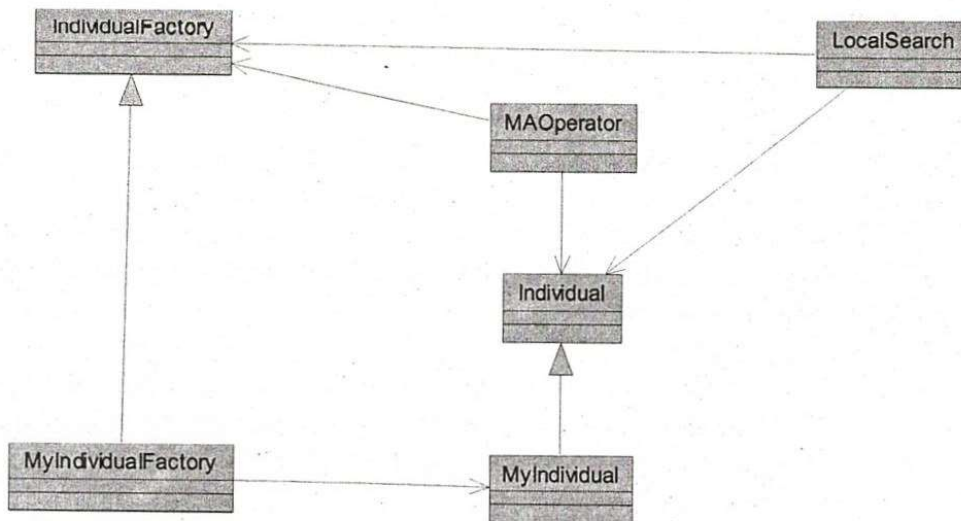 IndividualFactory
LocalSearch
MAOperator
Individual
MyIndividualFactory
MyIndividual